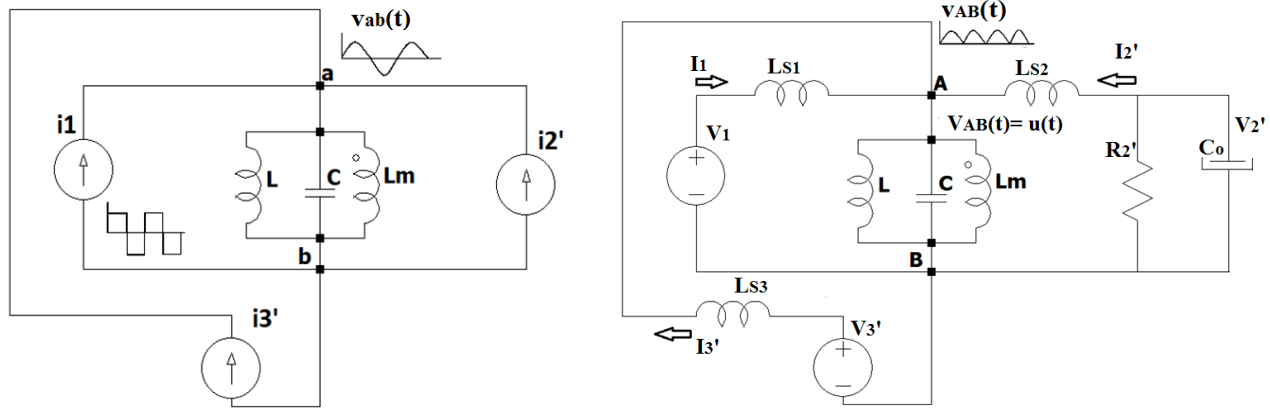 vab(t)
a
i1
i2'
L
C
Lm
b
i3'
vAB(t)
I1
LS1
A
LS2
I2'
VAB(t)= u(t)
V1
R2'
V2'
Co
L
C
Lm
B
LS3
I3'
V3'